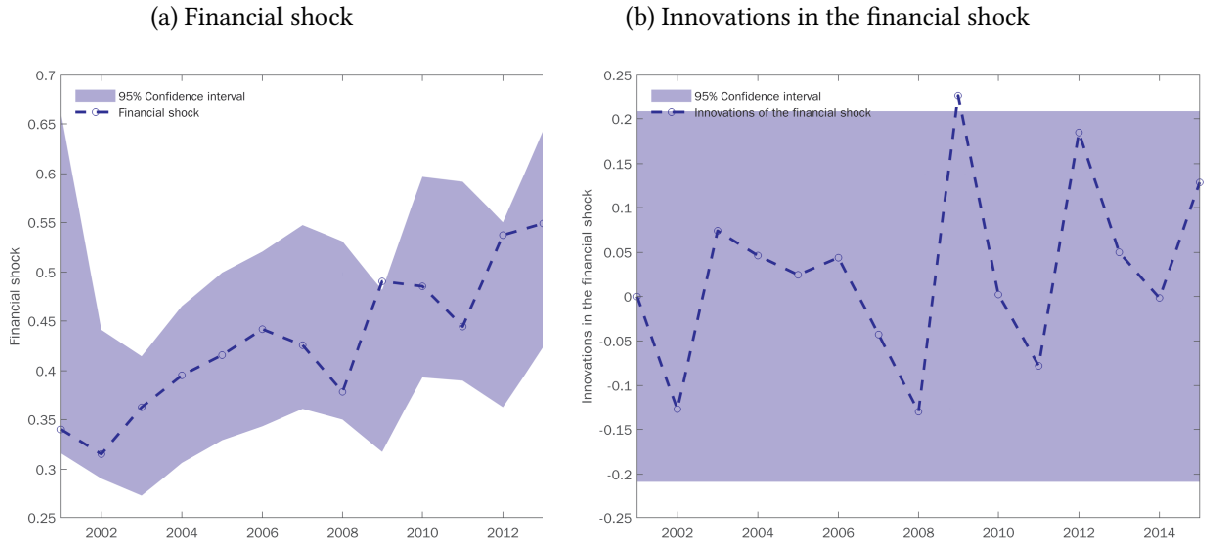 (a) Financial shock
0.7
0.65
0.6
0.55
0.5
0.45
0.4
0.35
0.3
0.25
Financial shock
95% Confidence interval
Financial shock
2002 2004 2006 2008 2010 2012
(b) Innovations in the financial shock
0.25
0.2
0.15
0.1
0.05
0
-0.05
-0.1
-0.15
-0.2
-0.25
Innovations in the financial shock
95% Confidence interval
Innovations of the financial shock
2002 2004 2006 2008 2010 2012 2014